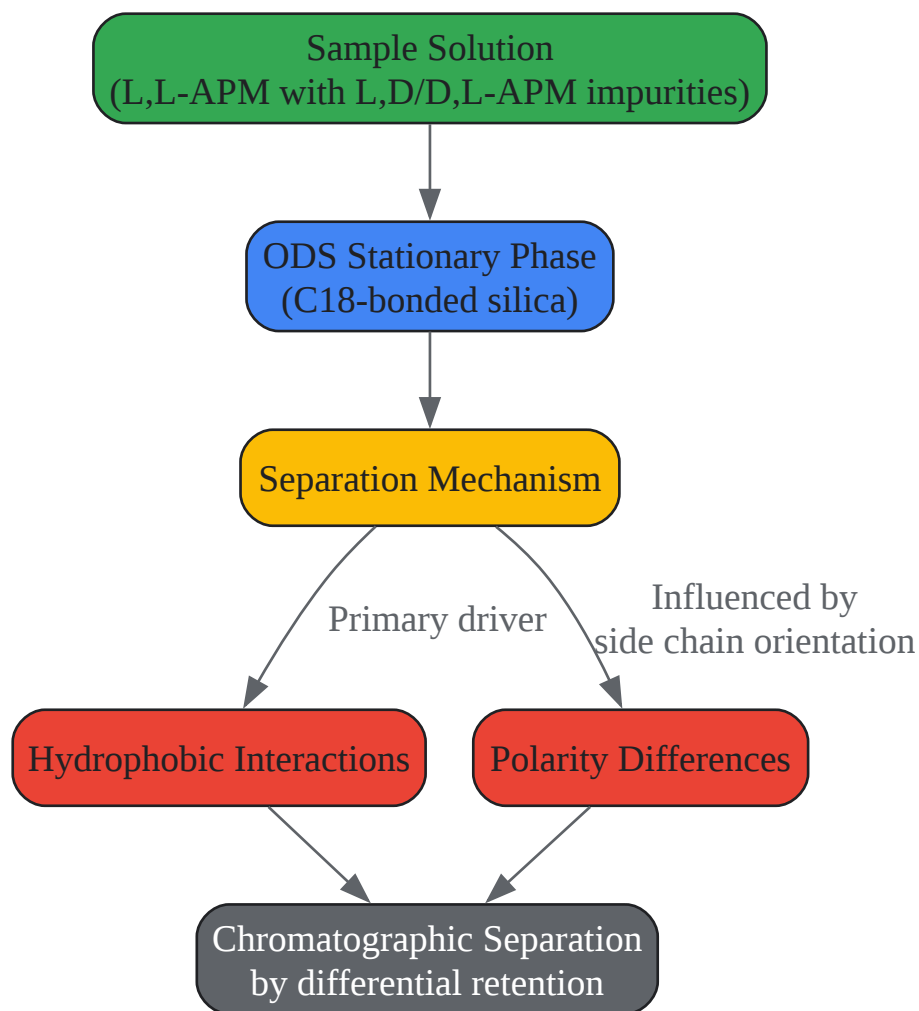 Sample Solution
(L,L-APM with L,D/D,L-APM impurities)
ODS Stationary Phase
(C18-bonded silica)
Separation Mechanism
Primary driver
Influenced by
side chain orientation
Hydrophobic Interactions
Polarity Differences
Chromatographic Separation
by differential retention